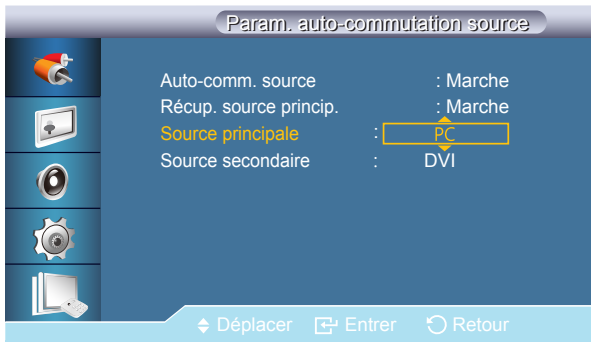 Param. auto-commutation source
Auto-comm. source : Marche
Récup. source princip. : Marche
Source principale : PC
Source secondaire : DVI
Déplacer Entrer Retour